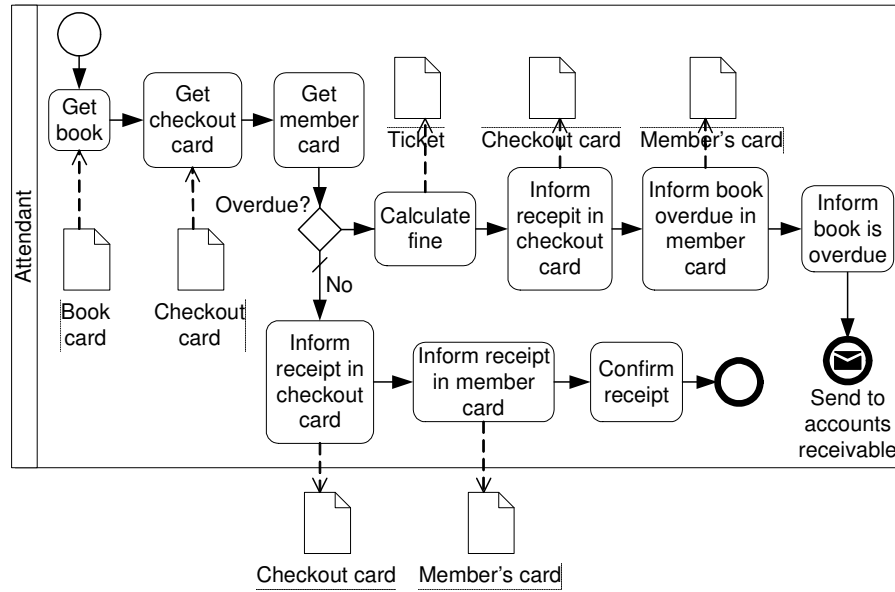 Attendant
Get
book
Get
checkout
card
Get
member
card
Ticket
Checkout card
Member's card
Overdue?
Calculate
fine
Inform
recepit in
checkout
card
Inform book
overdue in
member
card
Inform
book is
overdue
Book
card
Checkout
card
No
Inform
receipt in
checkout
card
Inform receipt
in member
card
Confirm
receipt
Send to
accounts
receivable
Checkout card
Member's card